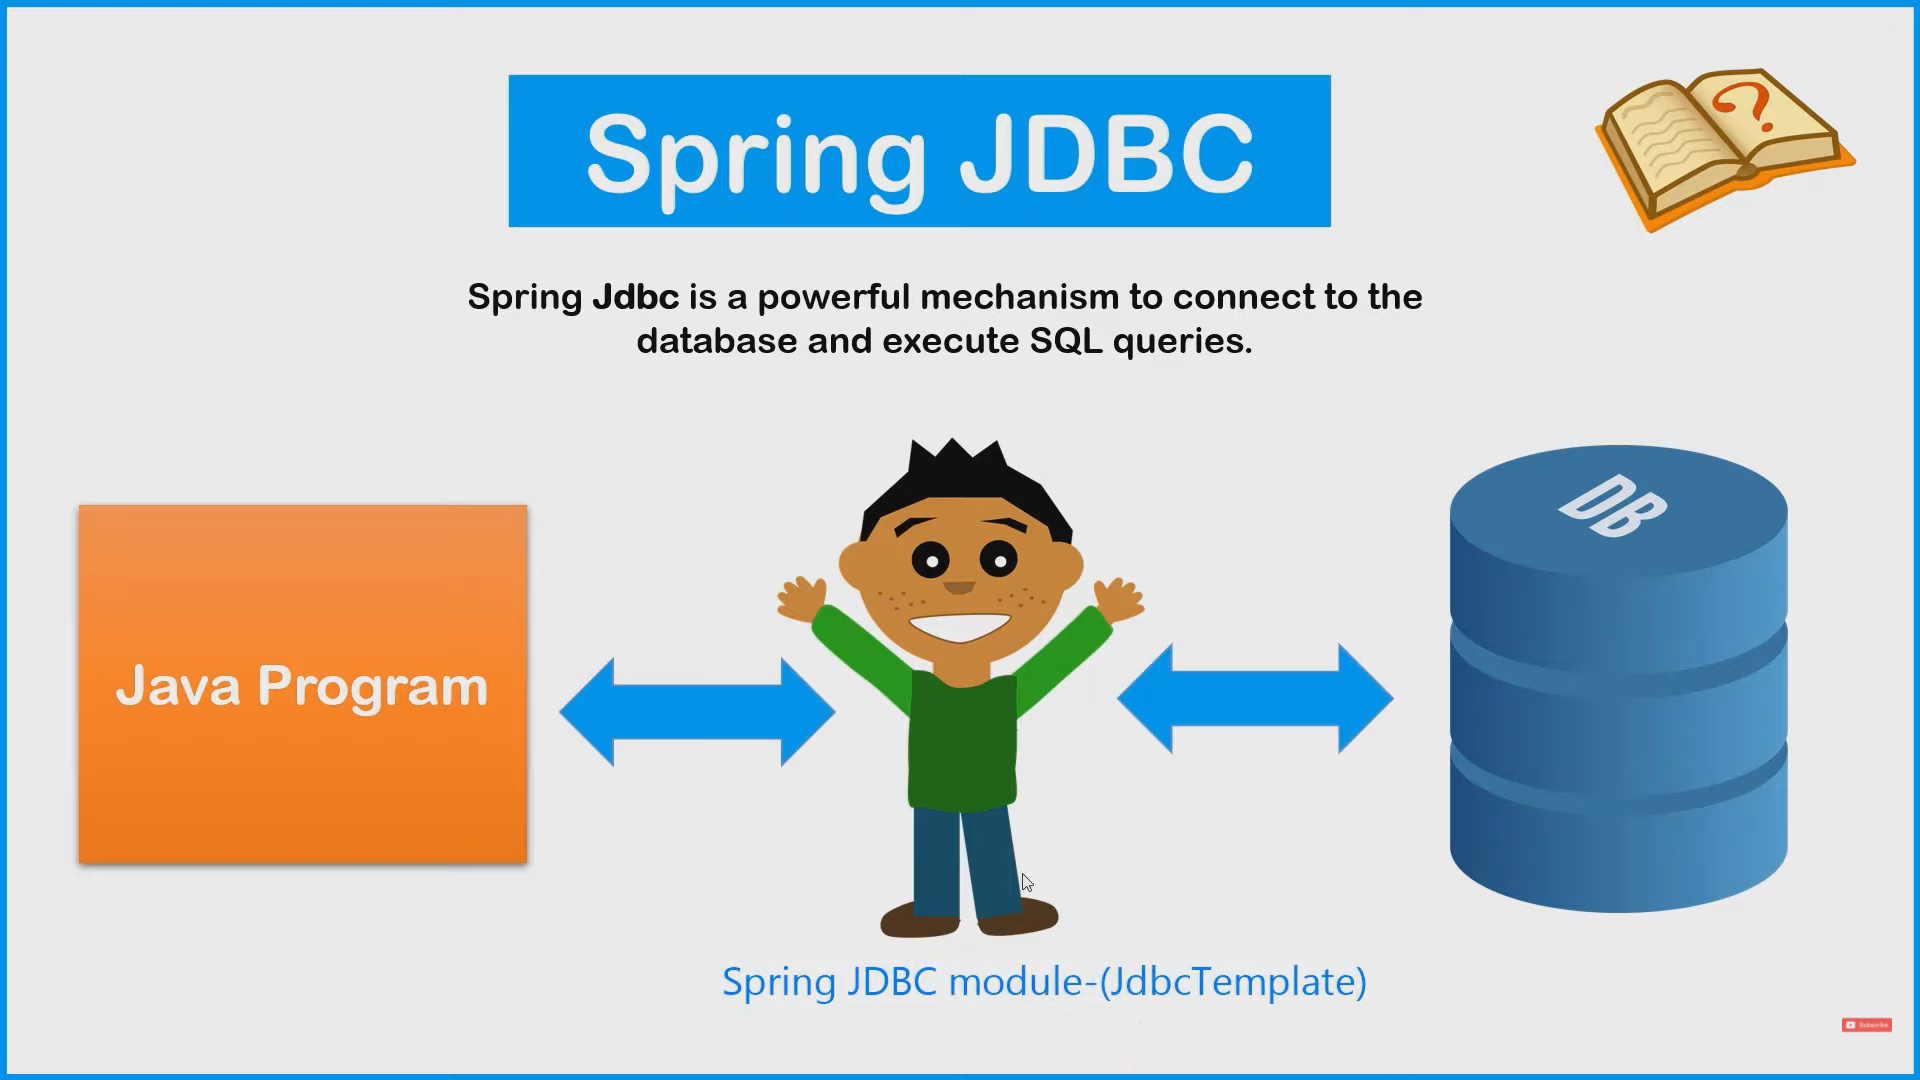 Spring JDBC
?
Spring Jdbc is a powerful mechanism to connect to the
database and execute SQL queries.
DB
Java Program
Spring JDBC module-(JdbcTemplate)
Subscribe